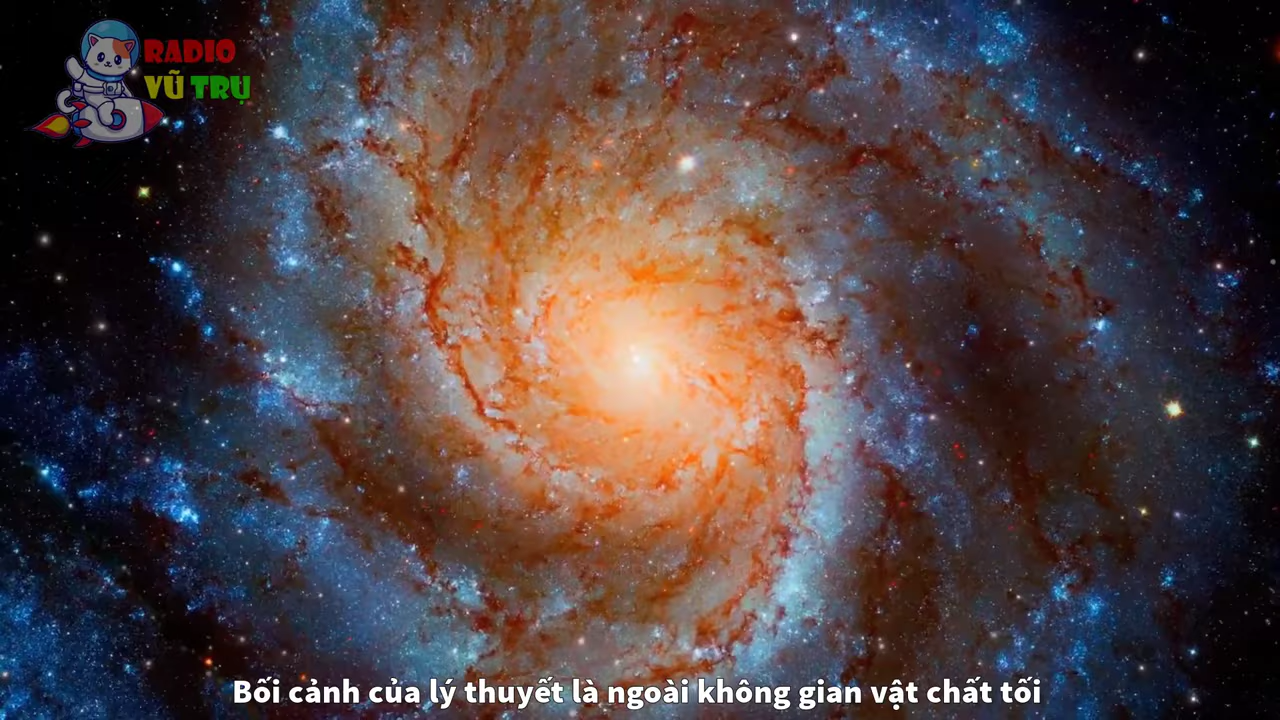 RADIO
VŨ TRỤ
Bối cảnh của lý thuyết là ngoài không gian vật chất tối